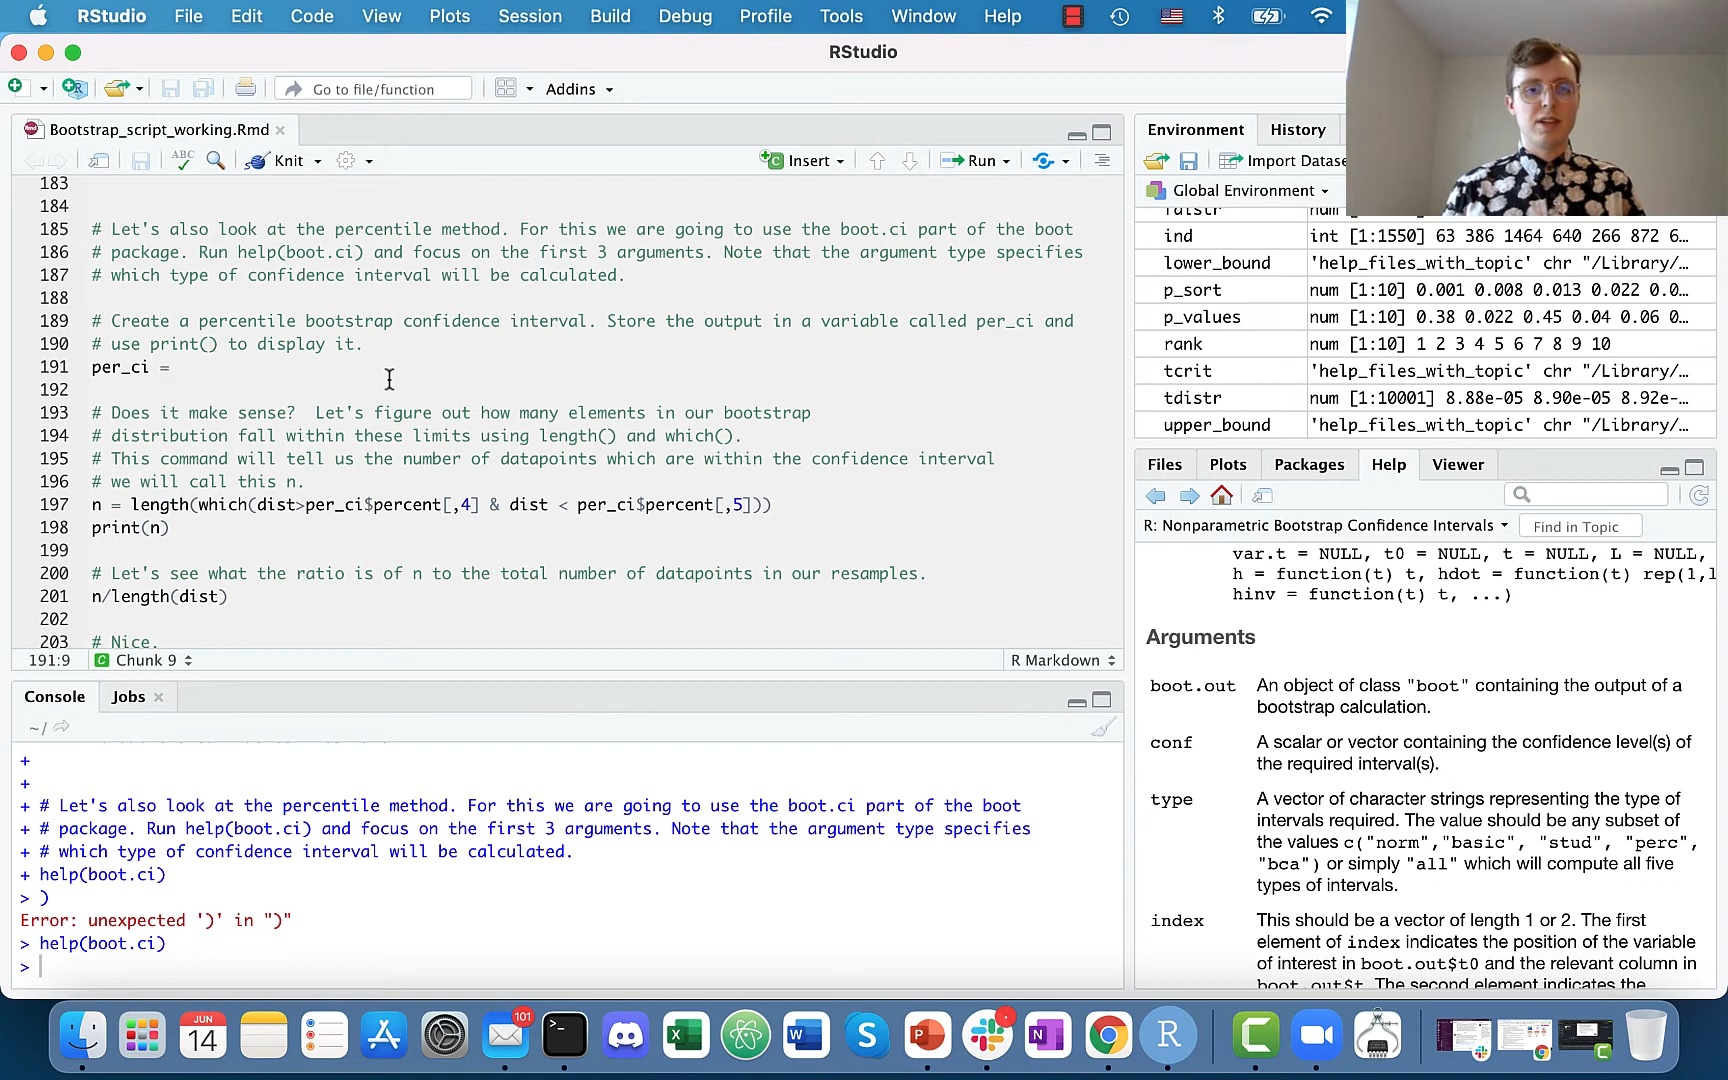 RStudio File Edit Code View Plots Session Build Debug Profile Tools Window Help
RStudio
Go to file/function
Addins
Bootstrap_script_working.Rmd
ABC
Knit
Insert
Run
183
184
185 # Let's also look at the percentile method. For this we are going to use the boot.ci part of the boot
186 # package. Run help(boot.ci) and focus on the first 3 arguments. Note that the argument type specifies
187 # which type of confidence interval will be calculated.
188
189 # Create a percentile bootstrap confidence interval. Store the output in a variable called per_ci and
190 # use print() to display it.
191 per_ci =
192
193 # Does it make sense?  Let's figure out how many elements in our bootstrap
194 # distribution fall within these limits using length() and which().
195 # This command will tell us the number of datapoints which are within the confidence interval
196 # we will call this n.
197 n = length(which(dist>per_ci$percent[,4] & dist < per_ci$percent[,5]))
198 print(n)
199
200 # Let's see what the ratio is of n to the total number of datapoints in our resamples.
201 n/length(dist)
202
203 # Nice.
191:9 Chunk 9 R Markdown
Console Jobs
~/
+
+
+ # Let's also look at the percentile method. For this we are going to use the boot.ci part of the boot
+ # package. Run help(boot.ci) and focus on the first 3 arguments. Note that the argument type specifies
+ # which type of confidence interval will be calculated.
+ help(boot.ci)
> )
Error: unexpected ')' in ")"
> help(boot.ci)
>
Environment History
Import Datase
Global Environment
ind int [1:1550] 63 386 1464 640 266 872 6…
lower_bound 'help_files_with_topic' chr "/Library/…
p_sort num [1:10] 0.001 0.008 0.013 0.022 0.0…
p_values num [1:10] 0.38 0.022 0.45 0.04 0.06 0…
rank num [1:10] 1 2 3 4 5 6 7 8 9 10
tcrit 'help_files_with_topic' chr "/Library/…
tdistr num [1:10001] 8.88e-05 8.90e-05 8.92e-…
upper_bound 'help_files_with_topic' chr "/Library/…
Files Plots Packages Help Viewer
R: Nonparametric Bootstrap Confidence Intervals Find in Topic
var.t = NULL, t0 = NULL, t = NULL, L = NULL,
h = function(t) t, hdot = function(t) rep(1,l
hinv = function(t) t, ...)
Arguments
boot.out An object of class "boot" containing the output of a
bootstrap calculation.
conf A scalar or vector containing the confidence level(s) of
the required interval(s).
type A vector of character strings representing the type of
intervals required. The value should be any subset of
the values c("norm","basic", "stud", "perc",
"bca") or simply "all" which will compute all five
types of intervals.
index This should be a vector of length 1 or 2. The first
element of index indicates the position of the variable
of interest in boot.out$t0 and the relevant column in
boot.out$t. The second element indicates the
JUN
14
101